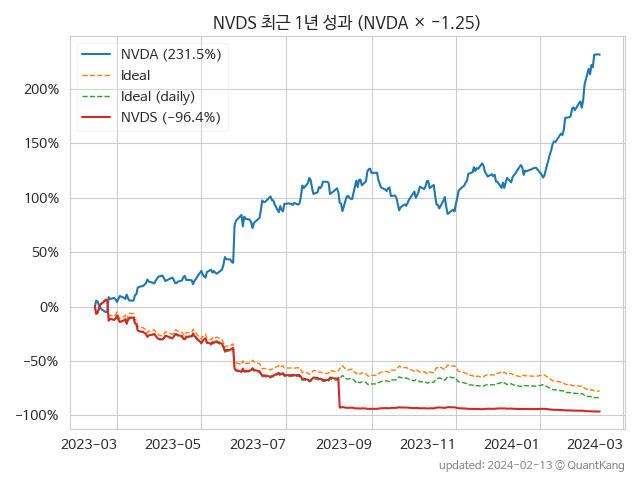 NVDS 최근 1년 성과 (NVDA × −1.25)
NVDA (231.5%)
Ideal
Ideal (daily)
NVDS (−96.4%)
200%
150%
100%
50%
0%
−50%
−100%
2023−03
2023−05
2023−07
2023−09
2023−11
2024−01
2024−03
updated: 2024−02−13 © QuantKang